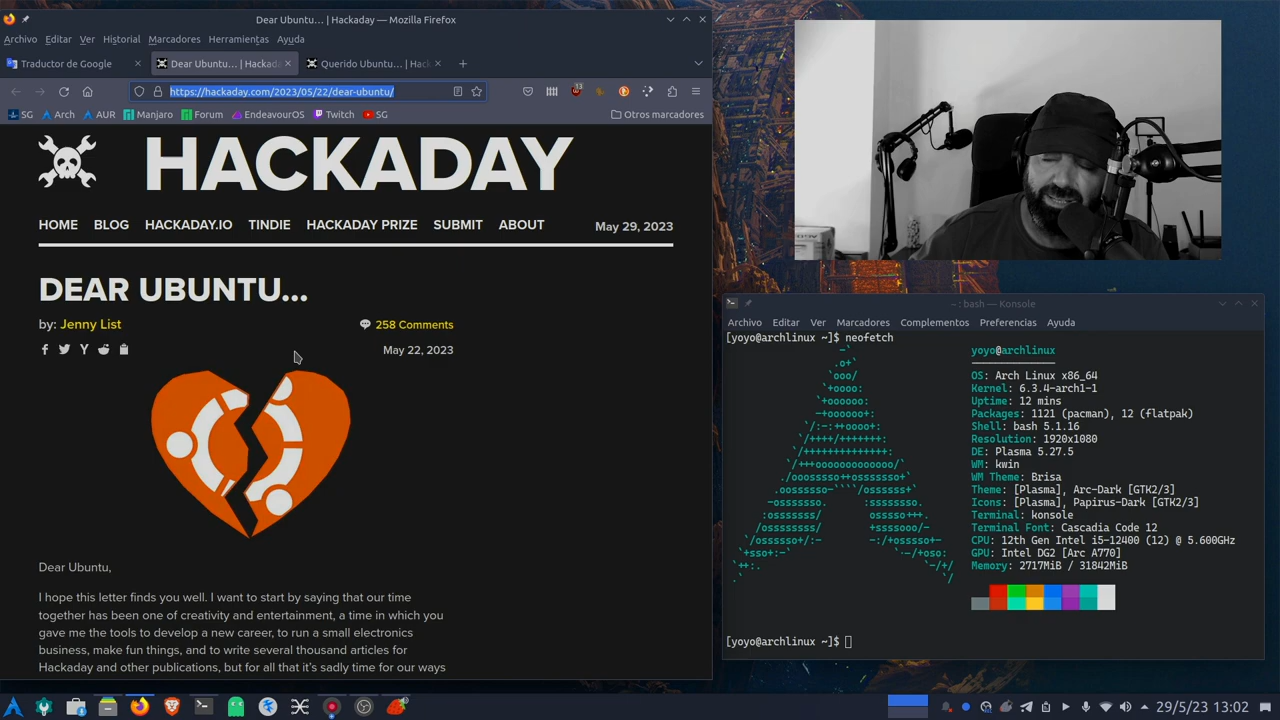 Dear Ubuntu… | Hackaday — Mozilla Firefox
Archivo Editar Ver Historial Marcadores Herramientas Ayuda
Traductor de Google × Dear Ubuntu… | Hackada × Querido Ubuntu… | Hac × +
https://hackaday.com/2023/05/22/dear-ubuntu/
SG Arch AUR Manjaro Forum EndeavourOS Twitch SG Otros marcadores
HACKADAY
HOME BLOG HACKADAY.IO TINDIE HACKADAY PRIZE SUBMIT ABOUT May 29, 2023
DEAR UBUNTU…
by: Jenny List 258 Comments
May 22, 2023
Dear Ubuntu,
I hope this letter finds you well. I want to start by saying that our time
together has been one of creativity and entertainment, a time in which you
gave me the tools to develop a new career, to run a small electronics
business, make fun things, and to write several thousand articles for
Hackaday and other publications, but for all that it's sadly time for our ways
~ : bash — Konsole
Archivo Editar Ver Marcadores Complementos Preferencias Ayuda
[yoyo@archlinux ~]$ neofetch
yoyo@archlinux
OS: Arch Linux x86_64
Kernel: 6.3.4-arch1-1
Uptime: 12 mins
Packages: 1121 (pacman), 12 (flatpak)
Shell: bash 5.1.16
Resolution: 1920x1080
DE: Plasma 5.27.5
WM: kwin
WM Theme: Brisa
Theme: [Plasma], Arc-Dark [GTK2/3]
Icons: [Plasma], Papirus-Dark [GTK2/3]
Terminal: konsole
Terminal Font: Cascadia Code 12
CPU: 12th Gen Intel i5-12400 (12) @ 5.600GHz
GPU: Intel DG2 [Arc A770]
Memory: 2717MiB / 31842MiB
[yoyo@archlinux ~]$
29/5/23 13:02